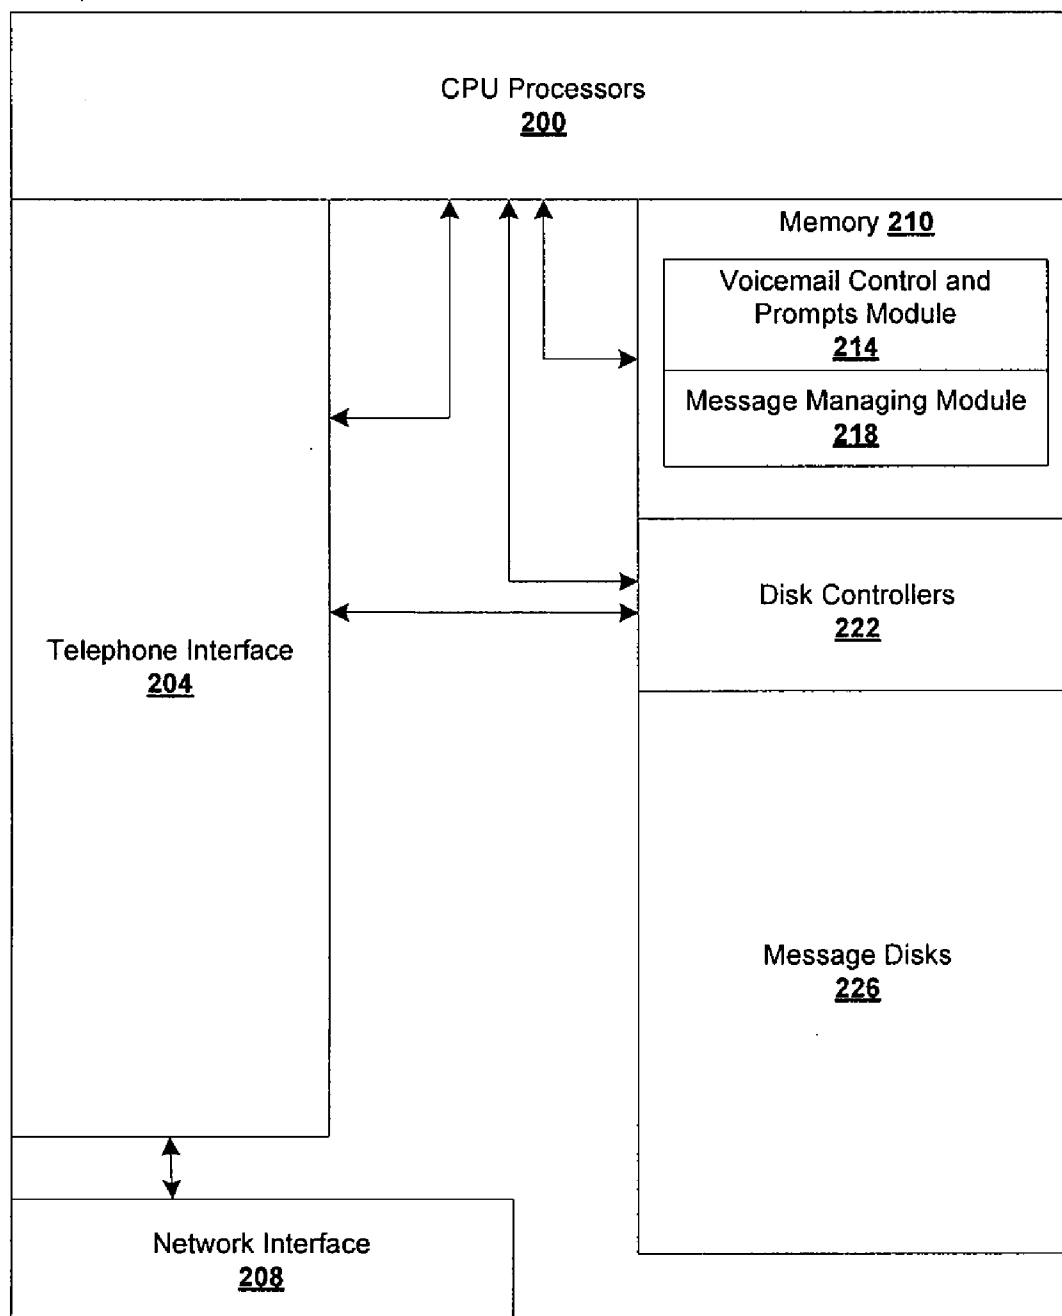 CPU Processors
200
Memory 210
Voicemail Control and
Prompts Module
214
Message Managing Module
218
Disk Controllers
222
Telephone Interface
204
Message Disks
226
Network Interface
208